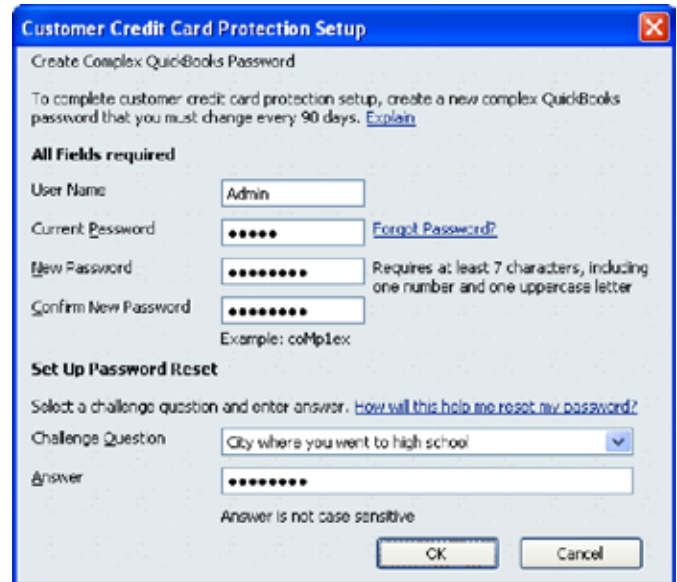 Customer Credit Card Protection Setup
Create Complex QuickBooks Password
To complete customer credit card protection setup, create a new complex QuickBooks
password that you must change every 90 days. Explain
All Fields required
User Name Admin
Current Password ●●●●● Forgot Password?
New Password ●●●●●●●● Requires at least 7 characters, including
one number and one uppercase letter
Confirm New Password ●●●●●●●●
Example: coMp1ex
Set Up Password Reset
Select a challenge question and enter answer. How will this help me reset my password?
Challenge Question City where you went to high school
Answer ●●●●●●●●
Answer is not case sensitive
OK Cancel